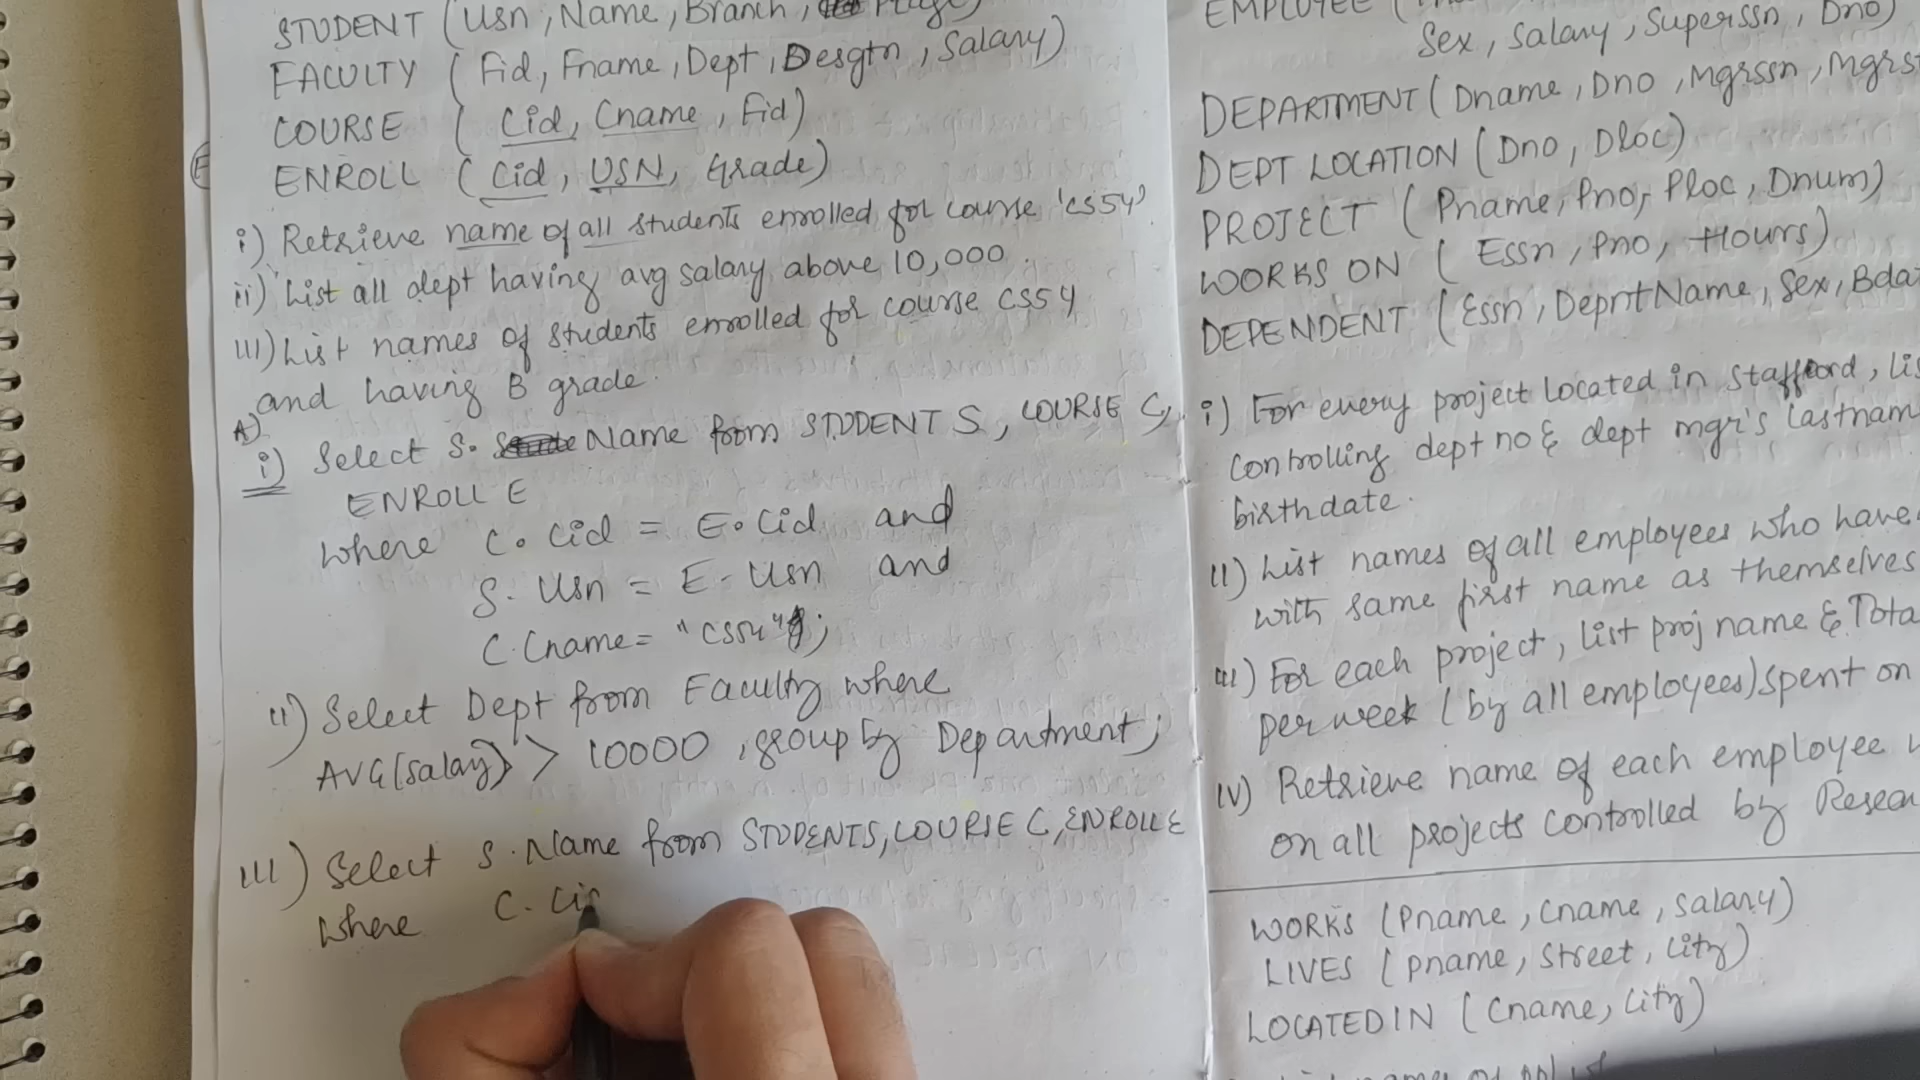 STUDENT (Usn, Name, Branch,
FACULTY (Fid, Fname, Dept, Desgtn, Salary)
COURSE (Cid, Cname, Fid)
ENROLL (Cid, USN, Grade)
i) Retrieve name of all students enrolled for course 'CS54'
ii) List all dept having avg salary above 10,000.
III) List names of students enrolled for course CS54
and having B grade.
A)
i) Select S. Name from STUDENT S, COURSE C,
ENROLL E
where C.Cid = E.Cid and
S.Usn = E.Usn and
C.Cname = "CS54";
ii) Select Dept from Faculty where
AVG(Salary) > 10000, group by Department;
III) Select S.Name from STUDENTS, COURSE C, ENROLL E
where C.Ci
EMPLOYEE (
Sex, Salary, Superssn, Dno)
DEPARTMENT (Dname, Dno, Mgrssn, Mgrs
DEPT LOCATION (Dno, Dloc)
PROJECT (Pname, Pno, Ploc, Dnum)
WORKS ON (Essn, Pno, Hours)
DEPENDENT (Essn, DepntName, Sex, Bda
i) For every project located in Stafford, lis
controlling dept no & dept mgr's lastnam
birthdate.
II) List names of all employees who have
with same first name as themselves
III) For each project, list proj name & Tota
per week (by all employees) spent on
IV) Retrieve name of each employee
on all projects controlled by Resea
WORKS (Pname, Cname, Salary)
LIVES (Pname, Street, City)
LOCATEDIN (Cname, City)